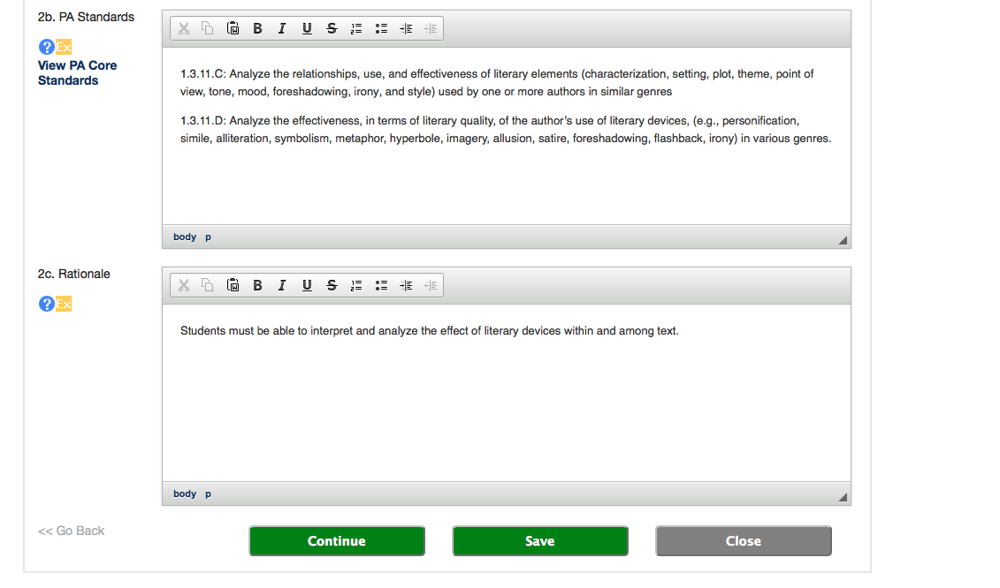 2b. PA Standards
? Ex
View PA Core
Standards
B I U S
1.3.11.C: Analyze the relationships, use, and effectiveness of literary elements (characterization, setting, plot, theme, point of
view, tone, mood, foreshadowing, irony, and style) used by one or more authors in similar genres
1.3.11.D: Analyze the effectiveness, in terms of literary quality, of the author’s use of literary devices, (e.g., personification,
simile, alliteration, symbolism, metaphor, hyperbole, imagery, allusion, satire, foreshadowing, flashback, irony) in various genres.
body p
2c. Rationale
? Ex
B I U S
Students must be able to interpret and analyze the effect of literary devices within and among text.
body p
<< Go Back
Continue
Save
Close